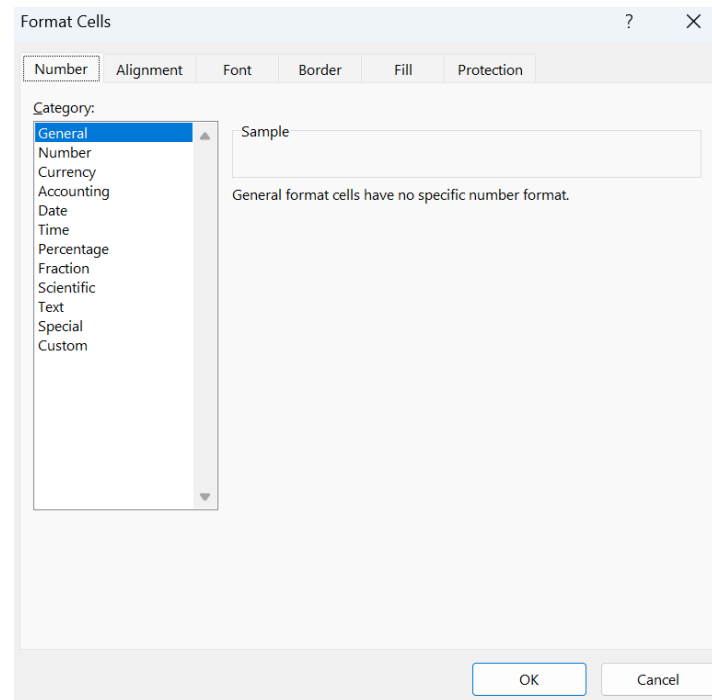 Format Cells
?
Number Alignment Font Border Fill Protection
Category:
General
Number
Currency
Accounting
Date
Time
Percentage
Fraction
Scientific
Text
Special
Custom
Sample
General format cells have no specific number format.
OK Cancel